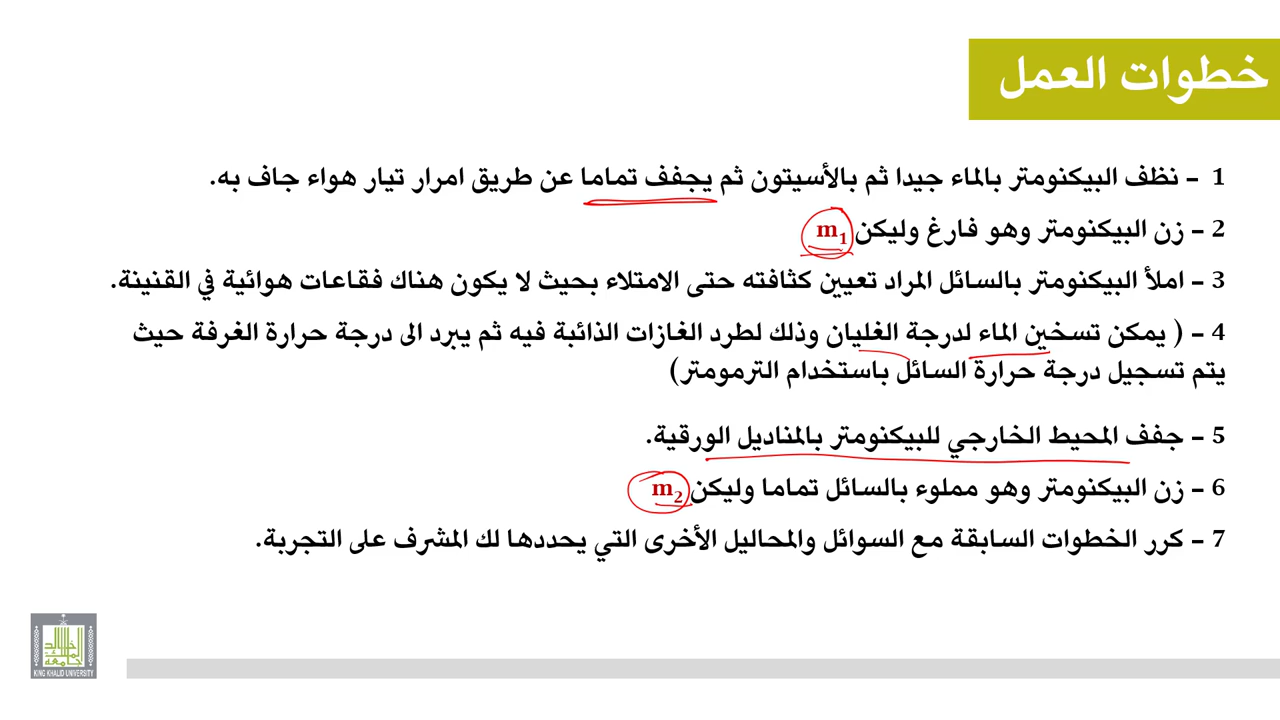 خطوات العمل
1 – نظف البيكنومتر بالماء جيدا ثم بالأسيتون ثم يجفف تماما عن طريق امرار تيار هواء جاف به.
2 – زن البيكنومتر وهو فارغ وليكن m1
3 – املأ البيكنومتر بالسائل المراد تعيين كثافته حتى الامتلاء بحيث لا يكون هناك فقاعات هوائية في القنينة.
4 – ( يمكن تسخين الماء لدرجة الغليان وذلك لطرد الغازات الذائبة فيه ثم يبرد الى درجة حرارة الغرفة حيث
يتم تسجيل درجة حرارة السائل باستخدام الترمومتر)
5 – جفف المحيط الخارجي للبيكنومتر بالمناديل الورقية.
6 – زن البيكنومتر وهو مملوء بالسائل تماما وليكن m2
7 – كرر الخطوات السابقة مع السوائل والمحاليل الأخرى التي يحددها لك المشرف على التجربة.
جامعة الملك خالد
KING KHALID UNIVERSITY